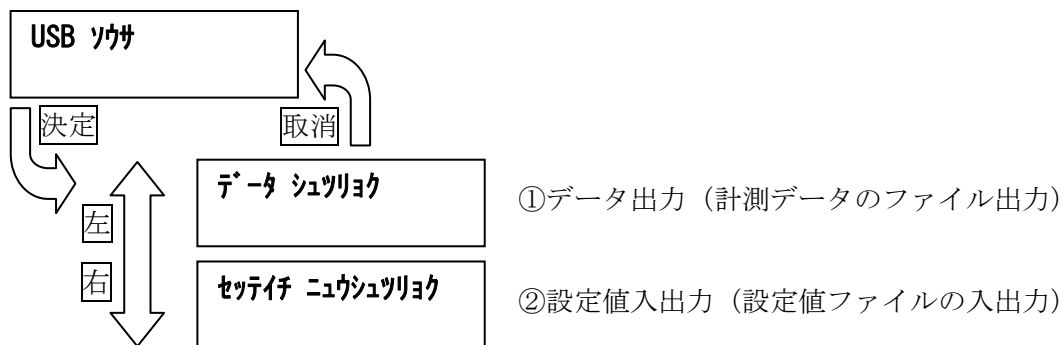 USB ｿｳｻ
決定
取消
ﾃﾞｰﾀ ｼｭﾂﾘｮｸ
①データ出力（計測データのファイル出力）
左
右
ｾｯﾃｲﾁ ﾆｭｳｼｭﾂﾘｮｸ
②設定値入出力（設定値ファイルの入出力）